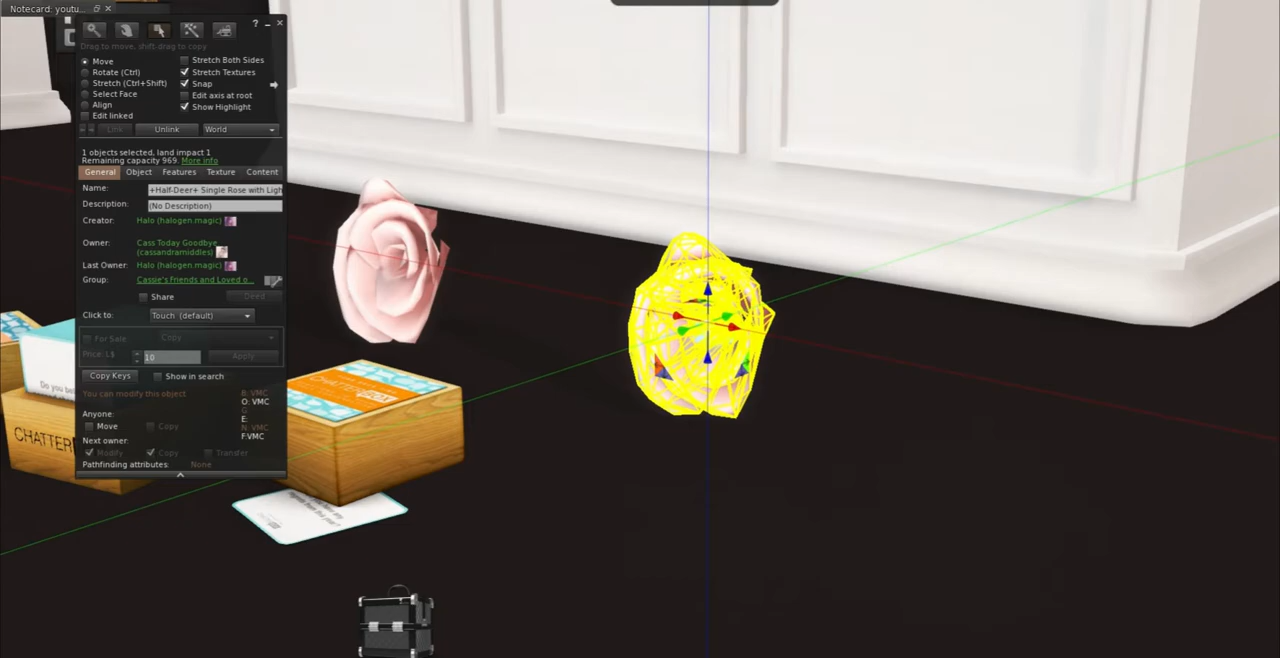 Notecard: youtu...
?
Drag to move, shift-drag to copy
Move
Stretch Both Sides
Rotate (Ctrl)
Stretch Textures
Stretch (Ctrl+Shift)
Snap
Select Face
Edit axis at root
Align
Show Highlight
Edit linked
Link Unlink World
1 objects selected, land impact 1
Remaining capacity 969. More info
General Object Features Texture Content
Name: +Half-Deer+ Single Rose with Ligh
Description: (No Description)
Creator: Halo (halogen.magic)
Owner: Cass Today Goodbye
(cassandramiddles)
Last Owner: Halo (halogen.magic)
Group: Cassie's Friends and Loved o...
Share Deed
Click to: Touch (default)
For Sale: Copy
Price: L$ 10 Apply
Copy Keys Show in search
You can modify this object
B: VMC
O: VMC
G:
E:
N: VMC
F:VMC
Anyone:
Move Copy
Next owner:
Modify Copy Transfer
Pathfinding attributes: None
Do you be
CHATTER
CHATTER